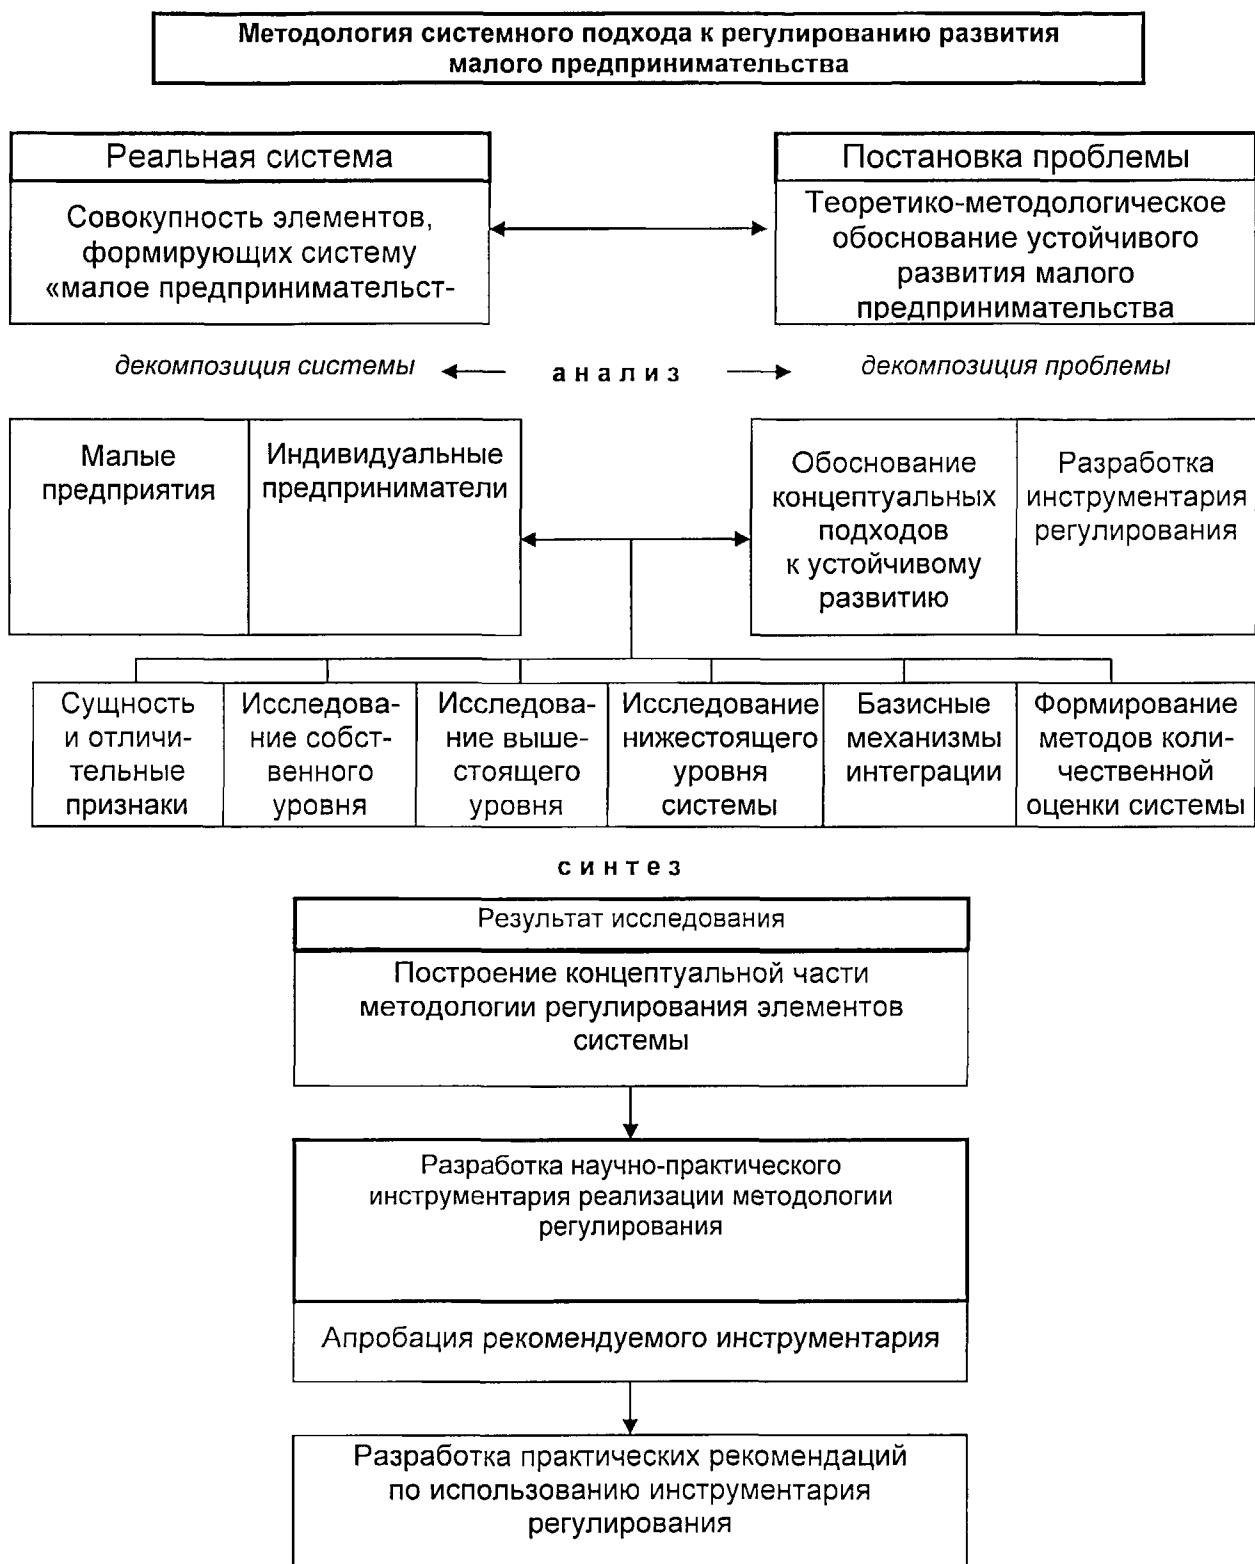 Методология системного подхода к регулированию развития
малого предпринимательства
Реальная система
Совокупность элементов,
формирующих систему
«малое предпринимательст-
Постановка проблемы
Теоретико-методологическое
обоснование устойчивого
развития малого
предпринимательства
декомпозиция системы
анализ
декомпозиция проблемы
Малые
предприятия
Индивидуальные
предприниматели
Обоснование
концептуальных
подходов
к устойчивому
развитию
Разработка
инструментария
регулирования
Сущность
и отличи-
тельные
признаки
Исследова-
ние собст-
венного
уровня
Исследова-
ние выше-
стоящего
уровня
Исследование
нижестоящего
уровня
системы
Базисные
механизмы
интеграции
Формирование
методов коли-
чественной
оценки системы
синтез
Результат исследования
Построение концептуальной части
методологии регулирования элементов
системы
Разработка научно-практического
инструментария реализации методологии
регулирования
Апробация рекомендуемого инструментария
Разработка практических рекомендаций
по использованию инструментария
регулирования